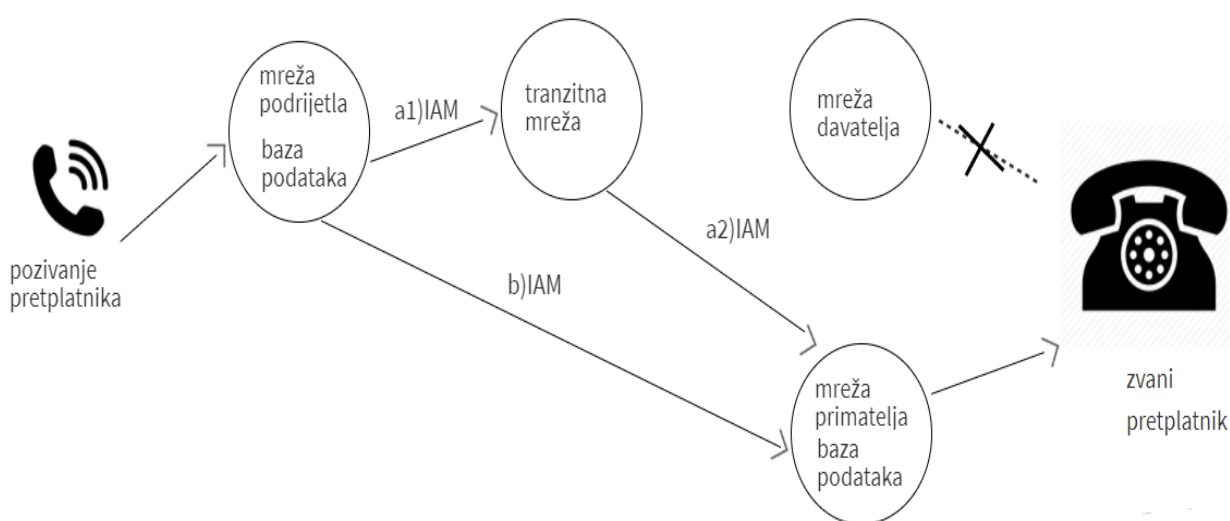 mreža
podrijetla
baza
podataka
a1)IAM
tranzitna
mreža
mreža
davatelja
pozivanje
pretplatnika
a2)IAM
b)IAM
mreža
primatelja
baza
podataka
zvani
pretplatnik